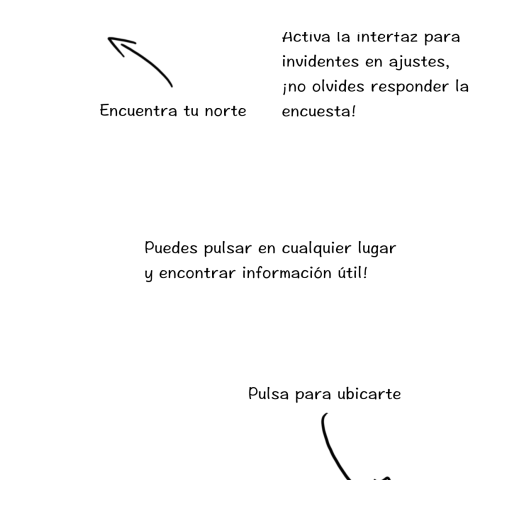 Activa la interfaz para
invidentes en ajustes,
¡no olvides responder la
encuesta!
Encuentra tu norte
Puedes pulsar en cualquier lugar
y encontrar información útil!
Pulsa para ubicarte